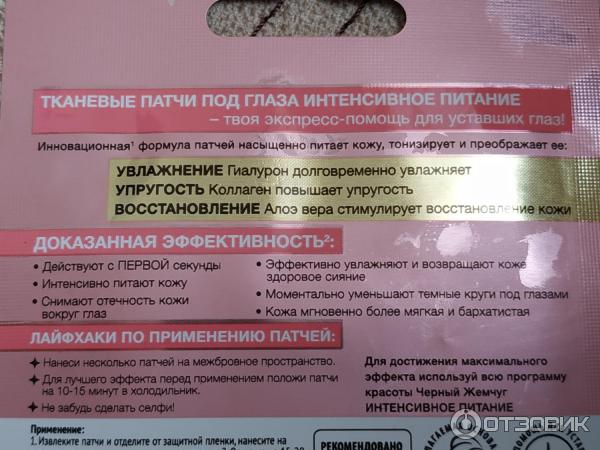 ТКАНЕВЫЕ ПАТЧИ ПОД ГЛАЗА ИНТЕНСИВНОЕ ПИТАНИЕ
– твоя экспресс-помощь для уставших глаз!
Инновационная¹ формула патчей насыщенно питает кожу, тонизирует и преображает ее:
УВЛАЖНЕНИЕ Гиалурон долговременно увлажняет
УПРУГОСТЬ Коллаген повышает упругость
ВОССТАНОВЛЕНИЕ Алоэ вера стимулирует восстановление кожи
ДОКАЗАННАЯ ЭФФЕКТИВНОСТЬ²:
• Действуют с ПЕРВОЙ секунды
• Интенсивно питают кожу
• Снимают отечность кожи
вокруг глаз
• Эффективно увлажняют и возвращают коже
здоровое сияние
• Моментально уменьшают темные круги под глазами
• Кожа мгновенно более мягкая и бархатистая
ЛАЙФХАКИ ПО ПРИМЕНЕНИЮ ПАТЧЕЙ:
Нанеси несколько патчей на межбровное пространство.
Для лучшего эффекта перед применением положи патчи
на 10-15 минут в холодильник.
Не забудь сделать селфи!
Для достижения максимального
эффекта используй всю программу
красоты Черный Жемчуг
ИНТЕНСИВНОЕ ПИТАНИЕ
Применение:
1. Извлеките патчи и отделите от защитной пленки, нанесите на
РЕКОМЕНДОВАНО
ОТЗОВИК